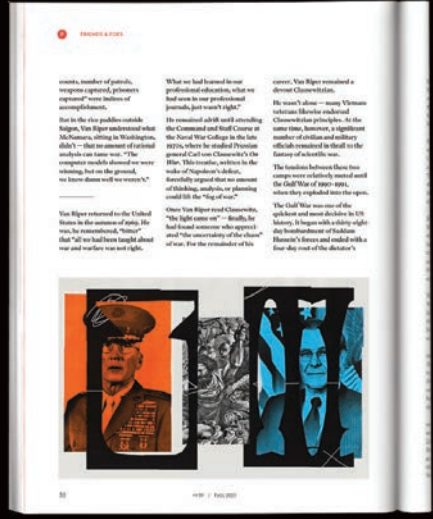 FRIENDS & FOES
counts, number of patrols,
weapons captured, prisoners
captured" were indices of
accomplishment.
But in the rice paddies outside
Saigon, Van Riper understood what
McNamara, sitting in Washington,
didn't — that no amount of rational
analysis can tame war. "The
computer models showed we were
winning, but on the ground,
we knew damn well we weren't."
Van Riper returned to the United
States in the autumn of 1969. He
was, he remembered, "bitter"
that "all we had been taught about
war and warfare was not right.
What we had learned in our
professional education, what we
had seen in our professional
journals, just wasn't right."
He remained adrift until attending
the Command and Staff Course at
the Naval War College in the late
1970s, where he studied Prussian
general Carl von Clausewitz's On
War. This treatise, written in the
wake of Napoleon's defeat,
forcefully argued that no amount
of thinking, analysis, or planning
could lift the "fog of war."
Once Van Riper read Clausewitz,
"the light came on" — finally, he
had found someone who appreci-
ated "the uncertainty of the chaos"
of war. For the remainder of his
career, Van Riper remained a
devout Clausewitzian.
He wasn't alone — many Vietnam
veterans likewise endorsed
Clausewitzian principles. At the
same time, however, a significant
number of civilian and military
officials remained in thrall to the
fantasy of scientific war.
The tensions between these two
camps were relatively muted until
the Gulf War of 1990–1991,
when they exploded into the open.
The Gulf War was one of the
quickest and most decisive in US
history. It began with a thirty-eight-
day bombardment of Saddam
Hussein's forces and ended with a
four-day rout of the dictator's